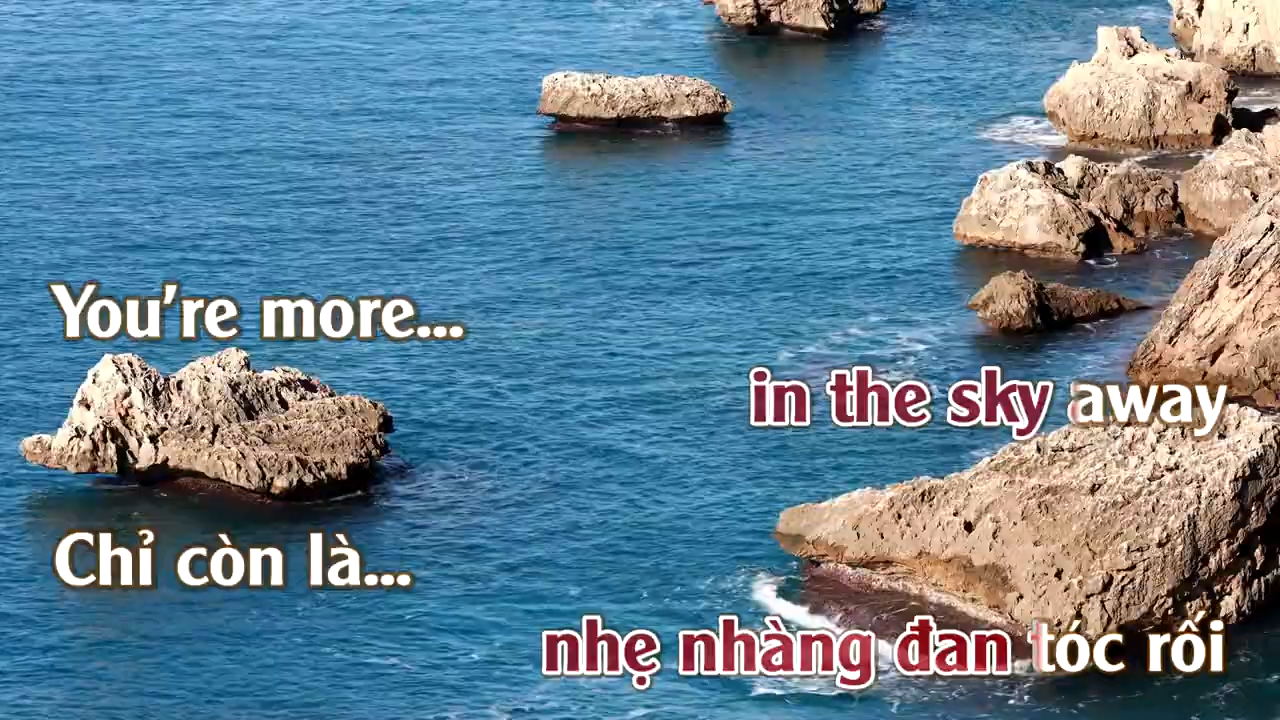 You're more...
in the sky away
Chỉ còn là...
nhẹ nhàng đan tóc rối